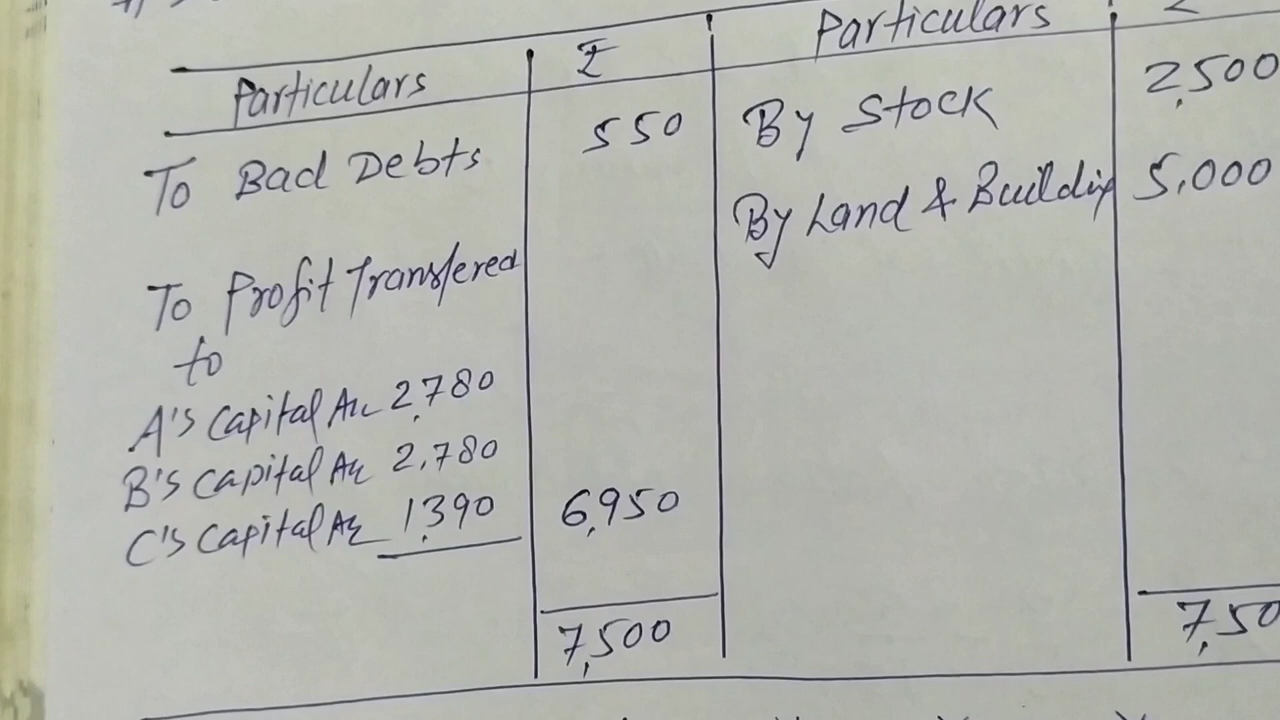 Particulars ₹ Particulars
To Bad Debts 550 By Stock 2,500
By Land & Building 5,000
To Profit Transfered
to
A's Capital A/c 2,780
B's Capital A/c 2,780
C's Capital A/c 1,390 6,950
7,500 7,50